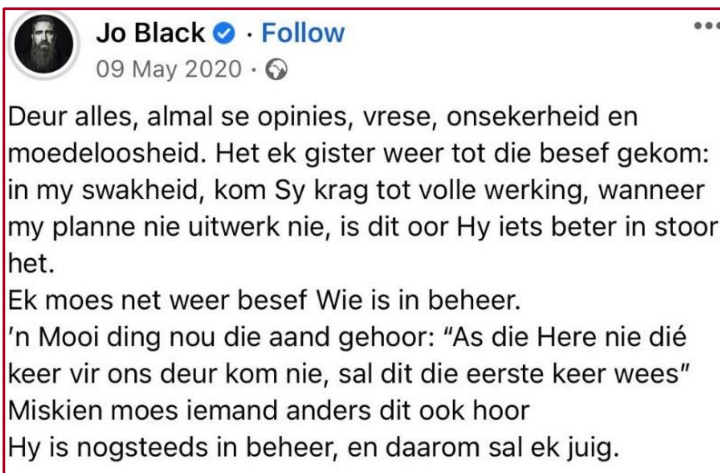 Jo Black · Follow
09 May 2020 ·
Deur alles, almal se opinies, vrese, onsekerheid en
moedeloosheid. Het ek gister weer tot die besef gekom:
in my swakheid, kom Sy krag tot volle werking, wanneer
my planne nie uitwerk nie, is dit oor Hy iets beter in stoor
het.
Ek moes net weer besef Wie is in beheer.
'n Mooi ding nou die aand gehoor: “As die Here nie dié
keer vir ons deur kom nie, sal dit die eerste keer wees”
Miskien moes iemand anders dit ook hoor
Hy is nogsteeds in beheer, en daarom sal ek juig.